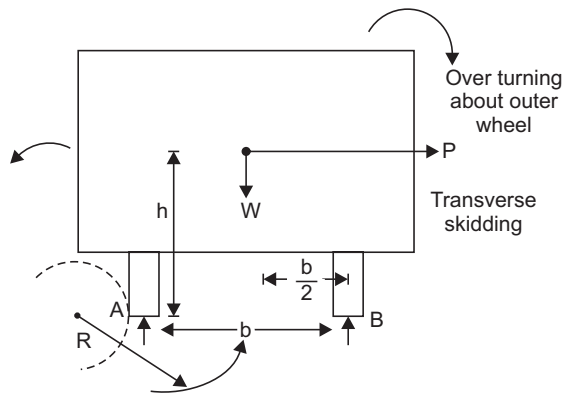 Over turning
about outer
wheel
P
h
W
Transverse
skidding
b
2
A
b
B
R